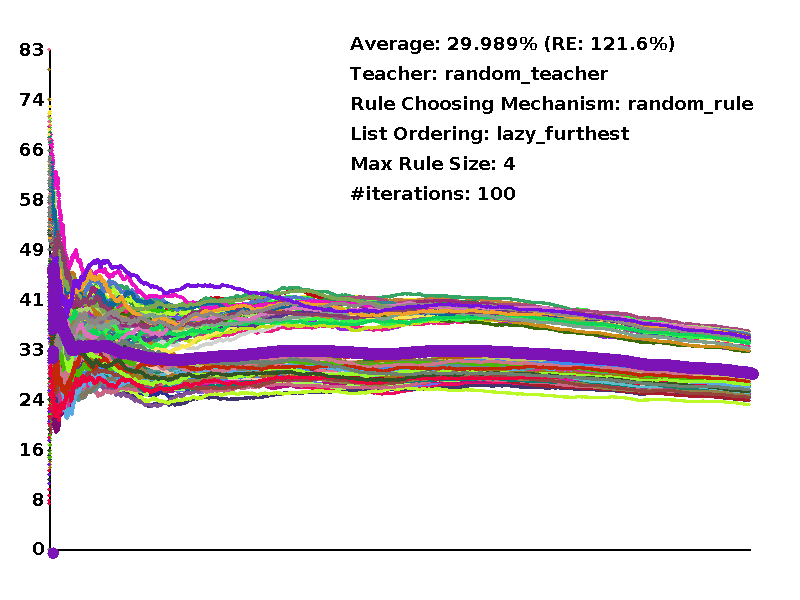 Average: 29.989% (RE: 121.6%)
Teacher: random_teacher
Rule Choosing Mechanism: random_rule
List Ordering: lazy_furthest
Max Rule Size: 4
#iterations: 100
83
74
66
58
49
41
33
24
16
8
0